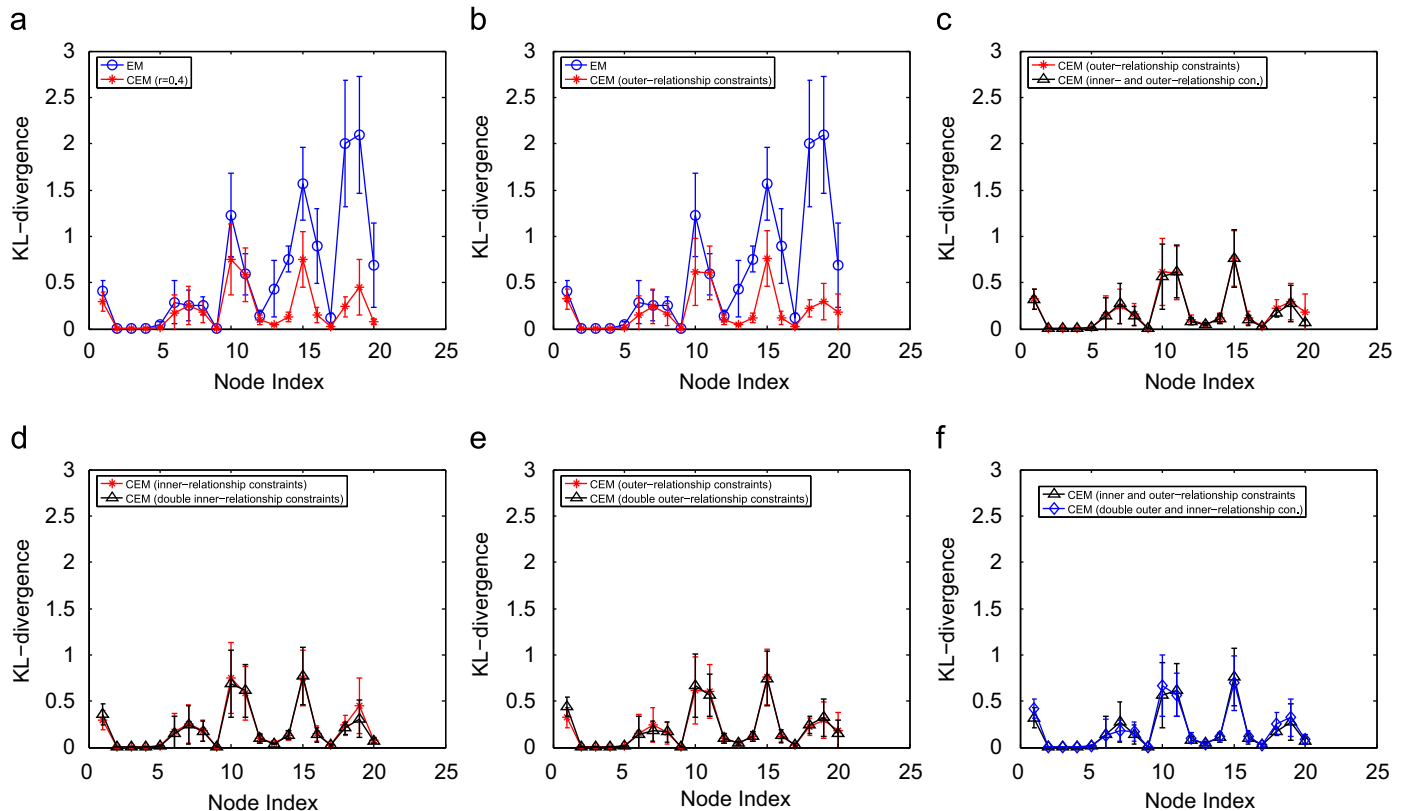 a
3
2.5
2
1.5
1
0.5
0
0 5 10 15 20 25
KL−divergence
Node Index
EM
CEM (r=0.4)
b
3
2.5
2
1.5
1
0.5
0
0 5 10 15 20 25
KL−divergence
Node Index
EM
CEM (outer−relationship constraints)
c
3
2.5
2
1.5
1
0.5
0
0 5 10 15 20 25
KL−divergence
Node Index
CEM (outer−relationship constraints)
CEM (inner− and outer−relationship con.)
d
3
2.5
2
1.5
1
0.5
0
0 5 10 15 20 25
KL−divergence
Node Index
CEM (inner−relationship constraints)
CEM (double inner−relationship constraints)
e
3
2.5
2
1.5
1
0.5
0
0 5 10 15 20 25
KL−divergence
Node Index
CEM (outer−relationship constraints)
CEM (double outer−relationship constraints)
f
3
2.5
2
1.5
1
0.5
0
0 5 10 15 20 25
KL−divergence
Node Index
CEM (inner and outer−relationship constraints
CEM (double outer and inner−relationship con.)